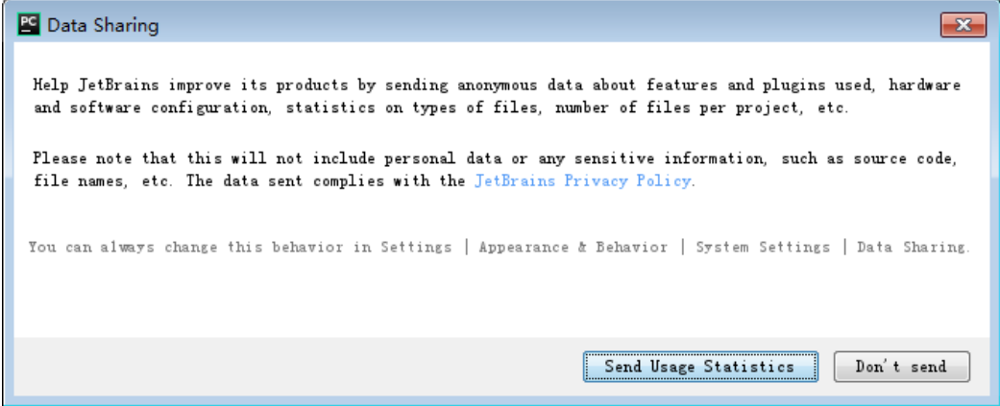 PC Data Sharing
Help JetBrains improve its products by sending anonymous data about features and plugins used, hardware
and software configuration, statistics on types of files, number of files per project, etc.
Please note that this will not include personal data or any sensitive information, such as source code,
file names, etc. The data sent complies with the JetBrains Privacy Policy.
You can always change this behavior in Settings | Appearance & Behavior | System Settings | Data Sharing.
Send Usage Statistics Don't send